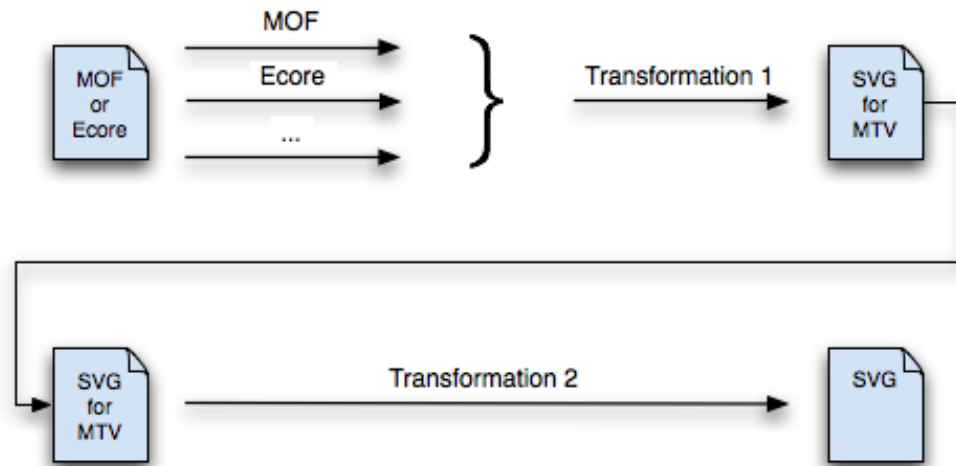 MOF
or
Ecore
MOF
Ecore
...
Transformation 1
SVG
for
MTV
SVG
for
MTV
Transformation 2
SVG